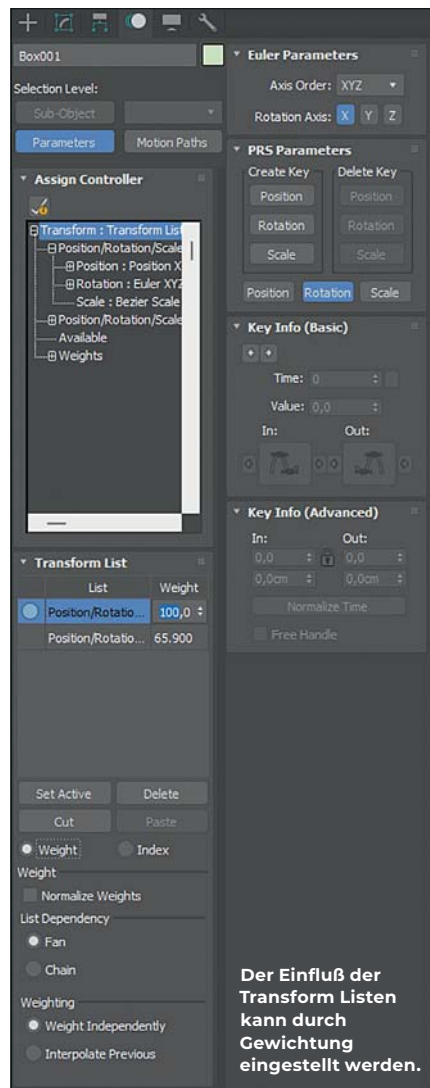 Box001
Selection Level:
Sub-Object
Parameters
Motion Paths
Assign Controller
Transform : Transform List
Position/Rotation/Scale
Position : Position X
Rotation : Euler XYZ
Scale : Bezier Scale
Position/Rotation/Scale
Available
Weights
Transform List
List Weight
Position/Rotatio... 100,0
Position/Rotatio... 65.900
Set Active Delete
Cut Paste
Weight Index
Weight
Normalize Weights
List Dependency
Fan
Chain
Weighting
Weight Independently
Interpolate Previous
Euler Parameters
Axis Order: XYZ
Rotation Axis: X Y Z
PRS Parameters
Create Key Delete Key
Position Position
Rotation Rotation
Scale Scale
Position Rotation Scale
Key Info (Basic)
Time: 0
Value: 0,0
In: Out:
Key Info (Advanced)
In: Out:
0,0 0,0
0,0cm 0,0cm
Normalize Time
Free Handle
Der Einfluß der
Transform Listen
kann durch
Gewichtung
eingestellt werden.